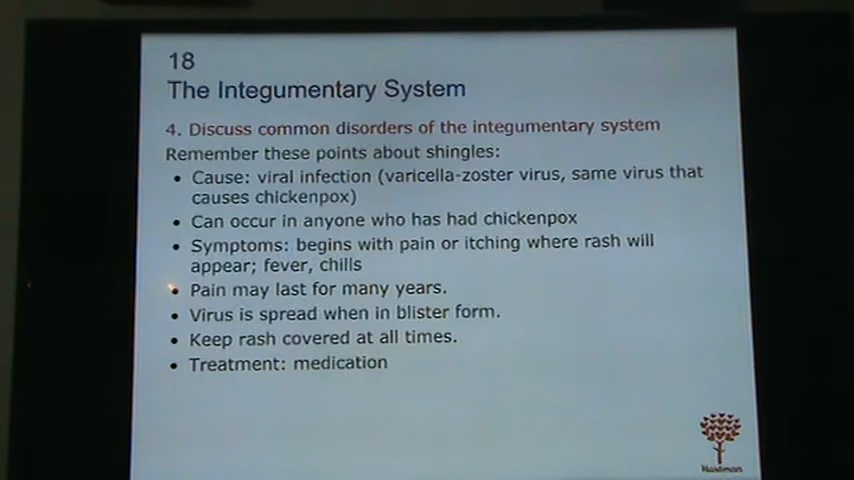 18
The Integumentary System
4. Discuss common disorders of the integumentary system
Remember these points about shingles:
• Cause: viral infection (varicella-zoster virus, same virus that
causes chickenpox)
• Can occur in anyone who has had chickenpox
• Symptoms: begins with pain or itching where rash will
appear; fever, chills
• Pain may last for many years.
• Virus is spread when in blister form.
• Keep rash covered at all times.
• Treatment: medication
Hartman